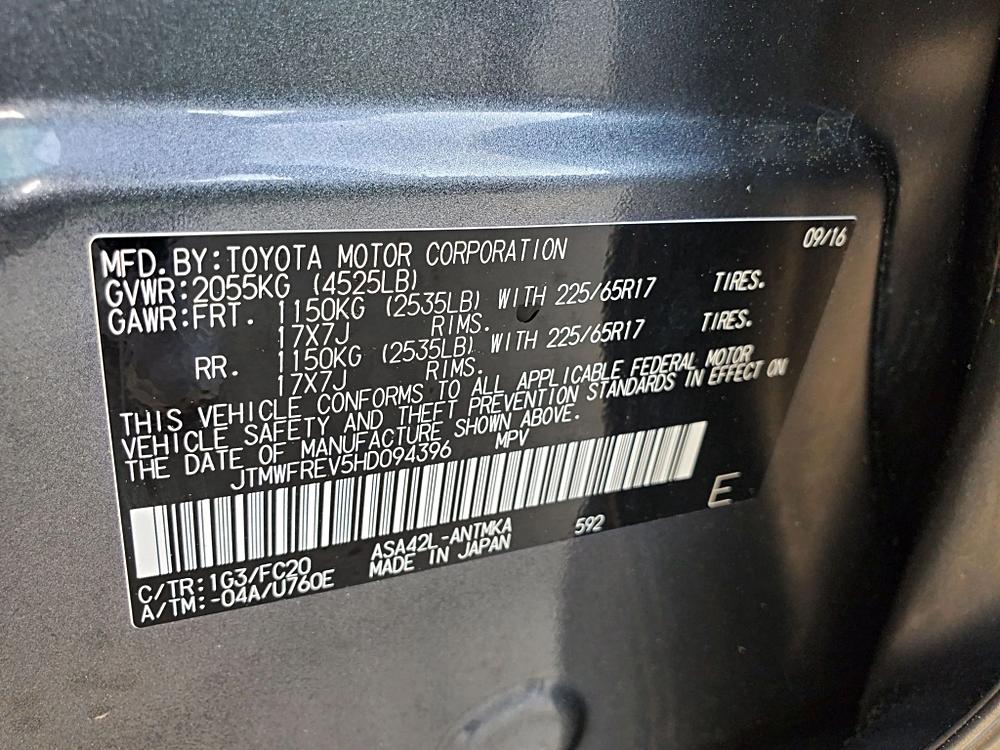 09/16
MFD. BY: TOYOTA MOTOR CORPORATION
GVWR: 2055KG (4525LB)
GAWR: FRT. 1150KG (2535LB) WITH 225/65R17 TIRES.
17X7J RIMS.
RR. 1150KG (2535LB) WITH 225/65R17 TIRES.
17X7J RIMS.
THIS VEHICLE CONFORMS TO ALL APPLICABLE FEDERAL MOTOR
VEHICLE SAFETY AND THEFT PREVENTION STANDARDS IN EFFECT ON
THE DATE OF MANUFACTURE SHOWN ABOVE.
JTMWFREV5HD094396 MPV
E
C/TR: 1G3/FC20 ASA42L-ANTMKA 592
A/TM: -04A/U760E MADE IN JAPAN